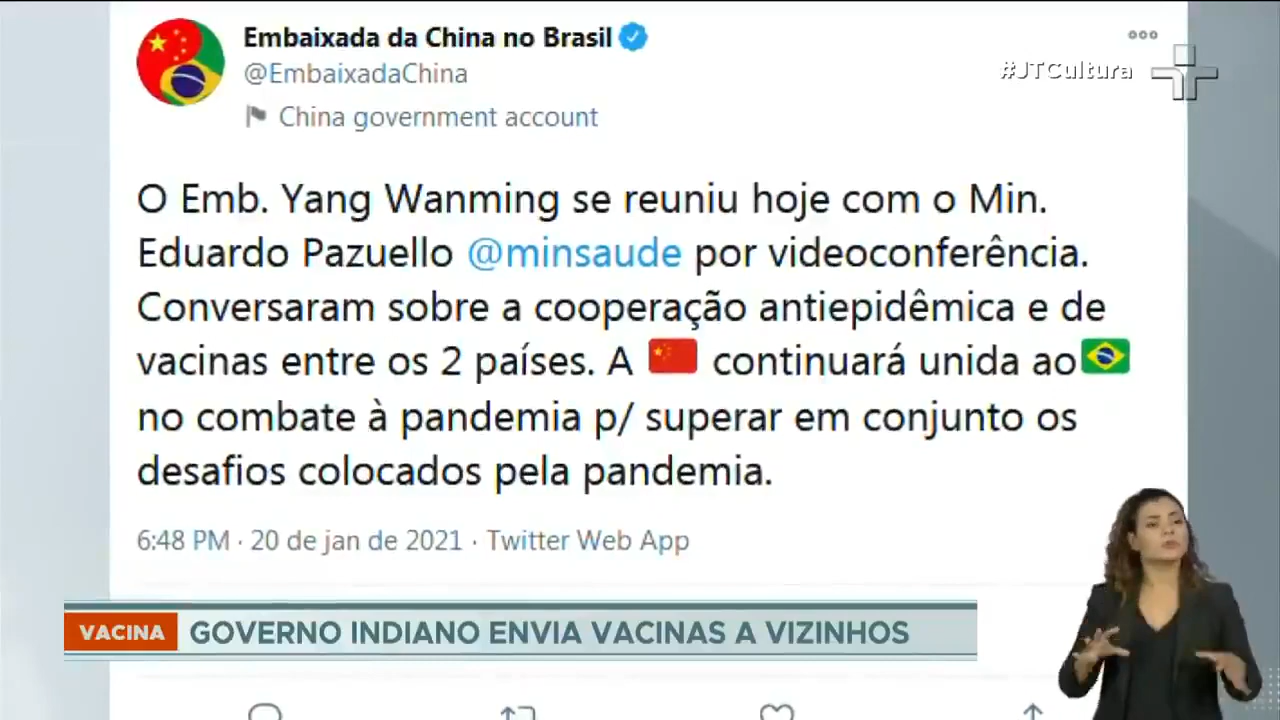 Embaixada da China no Brasil
@EmbaixadaChina
China government account
#JTCultura
O Emb. Yang Wanming se reuniu hoje com o Min.
Eduardo Pazuello @minsaude por videoconferência.
Conversaram sobre a cooperação antiepidêmica e de
vacinas entre os 2 países. A 🇨🇳 continuará unida ao🇧🇷
no combate à pandemia p/ superar em conjunto os
desafios colocados pela pandemia.
6:48 PM · 20 de jan de 2021 · Twitter Web App
VACINA GOVERNO INDIANO ENVIA VACINAS A VIZINHOS